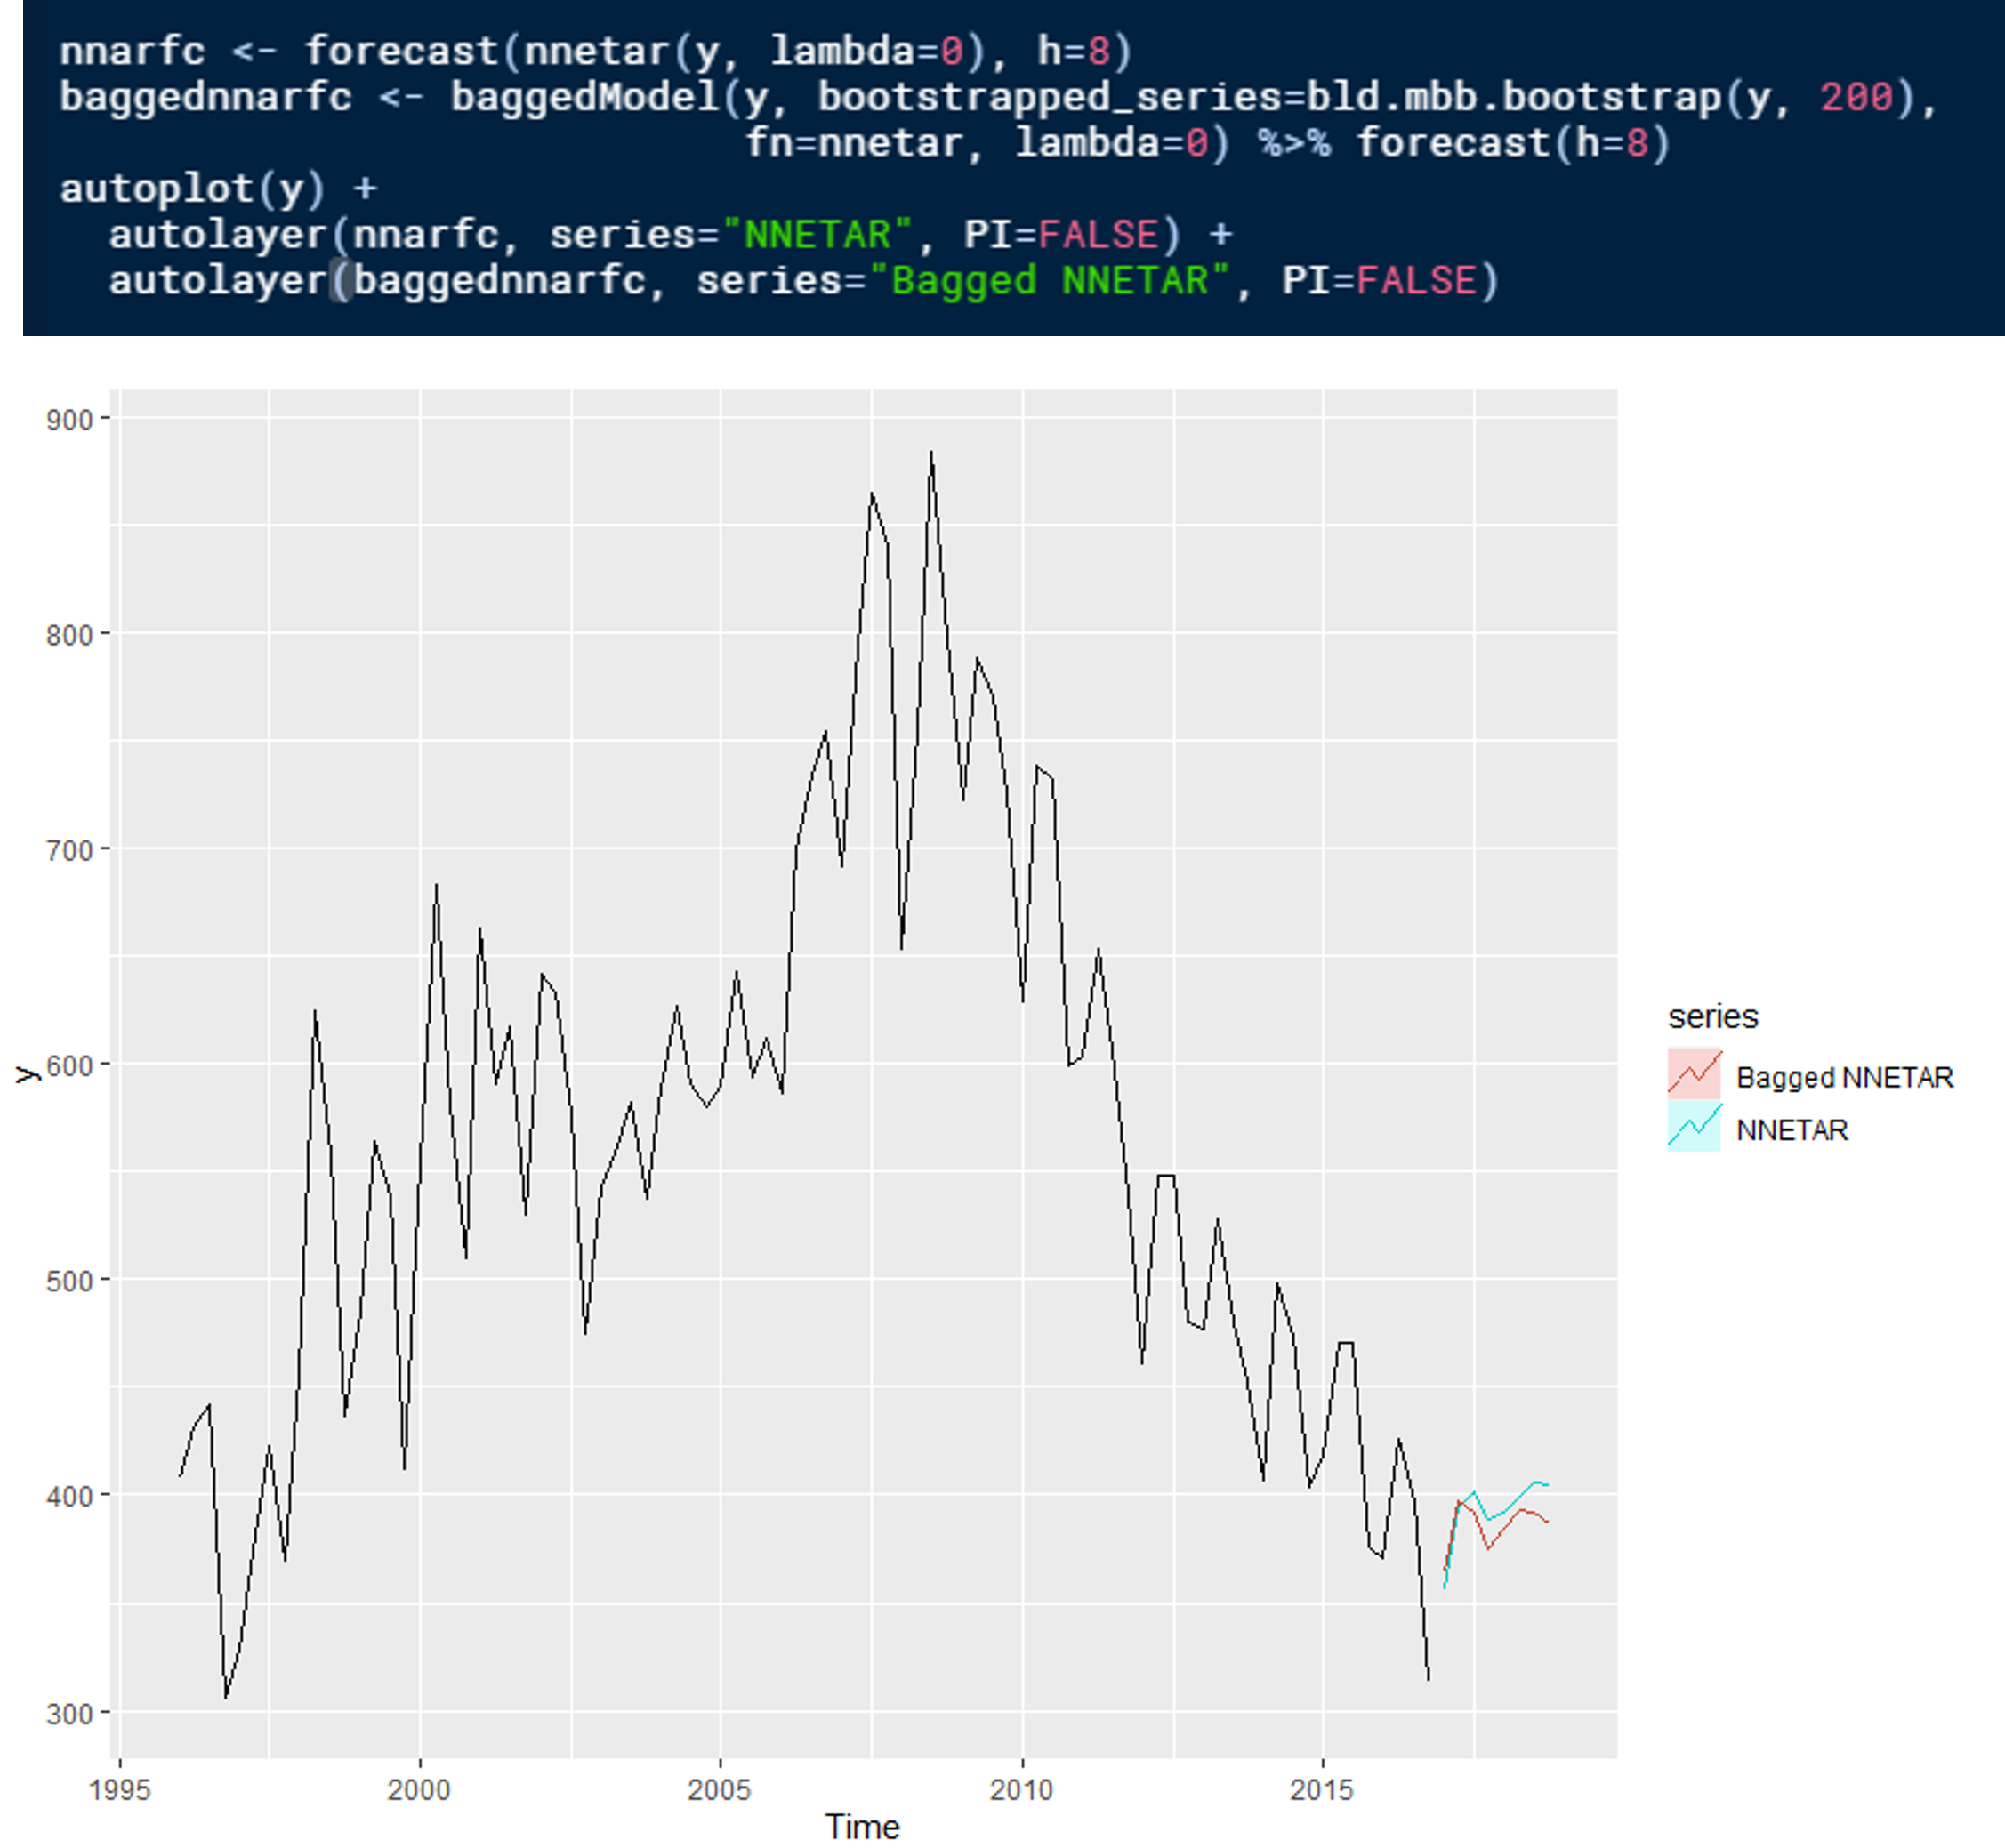 nnarfc <- forecast(nnetar(y, lambda=0), h=8)
baggednnarfc <- baggedModel(y, bootstrapped_series=bld.mbb.bootstrap(y, 200),
fn=nnetar, lambda=0) %>% forecast(h=8)
autoplot(y) +
autolayer(nnarfc, series="NNETAR", PI=FALSE) +
autolayer(baggednnarfc, series="Bagged NNETAR", PI=FALSE)
900
800
700
600
500
400
300
y
1995 2000 2005 2010 2015
Time
series
Bagged NNETAR
NNETAR